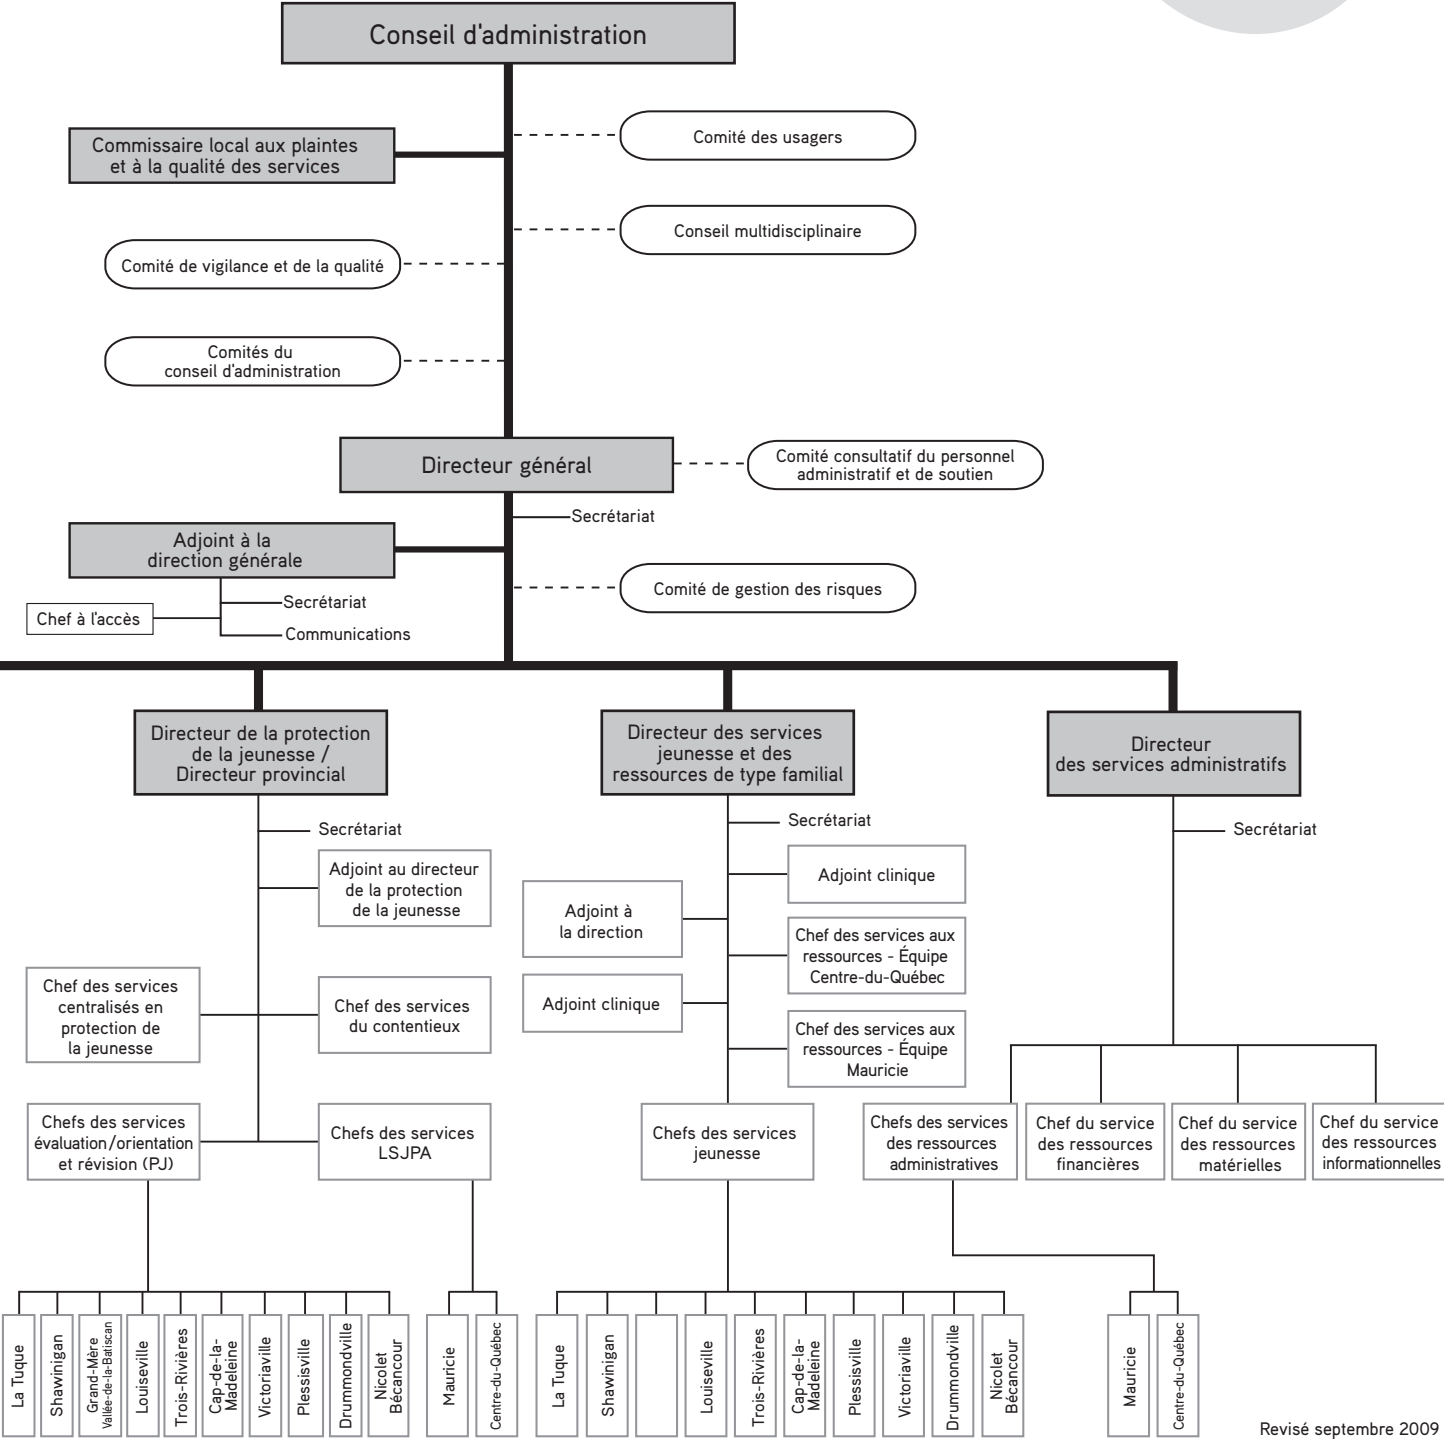 Conseil d'administration
Commissaire local aux plaintes
et à la qualité des services
Comité des usagers
Conseil multidisciplinaire
Comité de vigilance et de la qualité
Comités du
conseil d'administration
Directeur général
Comité consultatif du personnel
administratif et de soutien
Secrétariat
Adjoint à la
direction générale
Secrétariat
Chef à l'accès
Communications
Comité de gestion des risques
Directeur de la protection
de la jeunesse /
Directeur provincial
Secrétariat
Adjoint au directeur
de la protection
de la jeunesse
Chef des services
centralisés en
protection de
la jeunesse
Chef des services
du contentieux
Chefs des services
évaluation/orientation
et révision (PJ)
Chefs des services
LSJPA
La Tuque
Shawinigan
Grand-Mère
Vallée-de-la-Batiscan
Louiseville
Trois-Rivières
Cap-de-la-
Madeleine
Victoriaville
Plessisville
Drummondville
Nicolet
Bécancour
Mauricie
Centre-du-Québec
Directeur des services
jeunesse et des
ressources de type familial
Secrétariat
Adjoint clinique
Adjoint à
la direction
Chef des services aux
ressources - Équipe
Centre-du-Québec
Adjoint clinique
Chef des services aux
ressources - Équipe
Mauricie
Chefs des services
jeunesse
La Tuque
Shawinigan
Louiseville
Trois-Rivières
Cap-de-la-
Madeleine
Plessisville
Victoriaville
Drummondville
Nicolet
Bécancour
Directeur
des services administratifs
Secrétariat
Chefs des services
des ressources
administratives
Chef du service
des ressources
financières
Chef du service
des ressources
matérielles
Chef du service
des ressources
informationnelles
Mauricie
Centre-du-Québec
Revisé septembre 2009